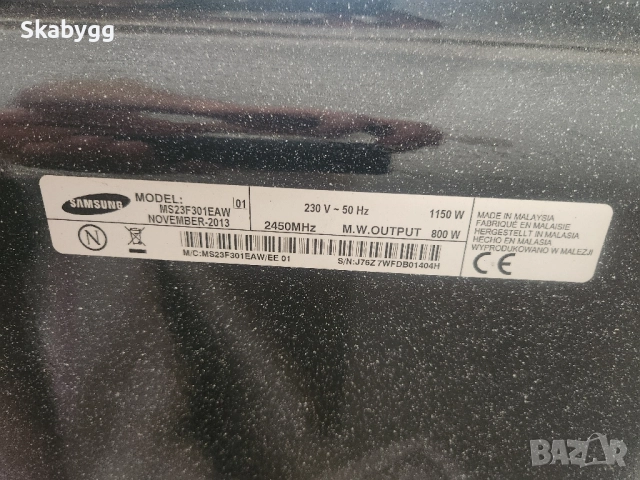 Skabygg
SAMSUNG
MODEL:
MS23F301EAW 01
NOVEMBER-2013
230 V ~ 50 Hz 1150 W
2450MHz M.W.OUTPUT 800 W
N
M/C:MS23F301EAW/EE 01
S/N:J76Z7WFDB01404H
MADE IN MALAYSIA
FABRIQUÉ EN MALAISIE
HERGESTELLT IN MALASIA
HECHO EN MALASIA
WYPRODUKOWANO W MALEZJI
CE
BAZAR